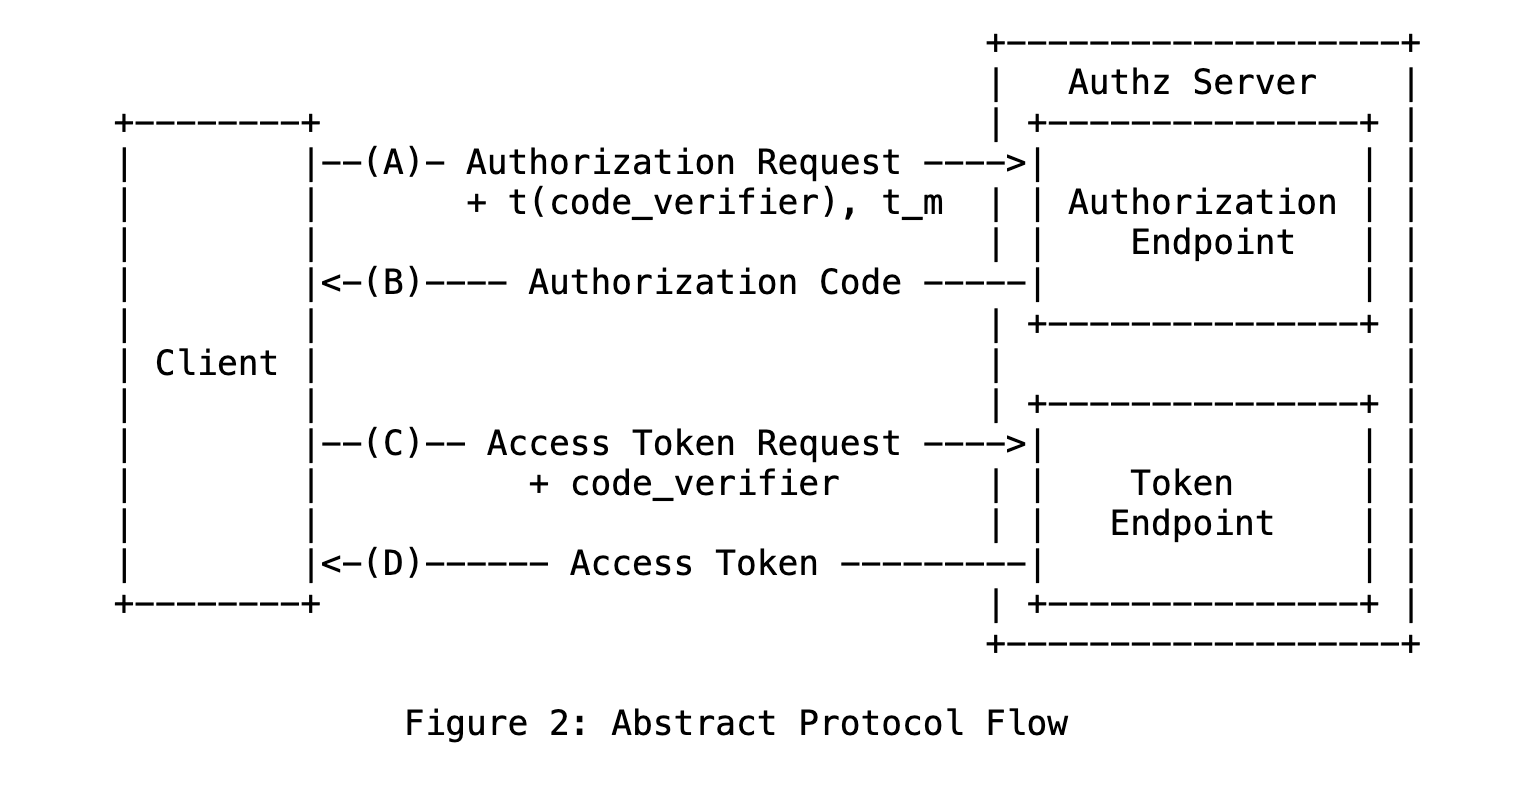 Authz Server
(A) Authorization Request
+ t(code_verifier), t_m
Authorization
Endpoint
(B) Authorization Code
Client
(C) Access Token Request
+ code_verifier
Token
Endpoint
(D) Access Token
Figure 2: Abstract Protocol Flow